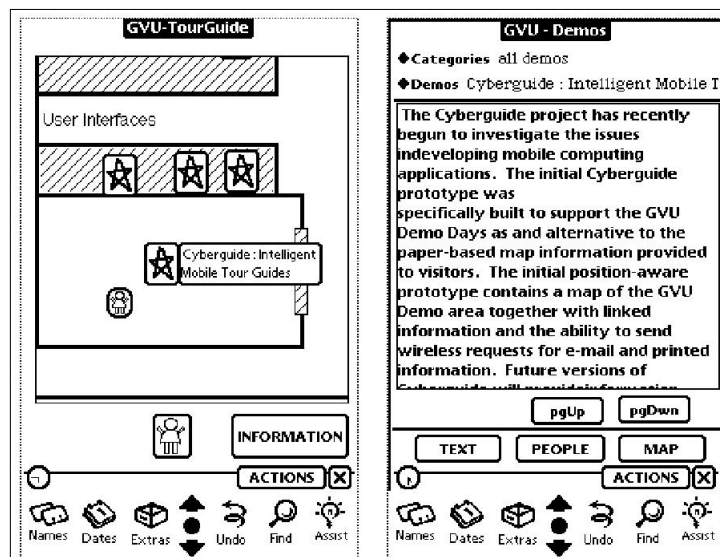 GVU-TourGuide
User Interfaces
Cyberguide : Intelligent
Mobile Tour Guides
INFORMATION
ACTIONS
Names Dates Extras Undo Find Assist
GVU - Demos
Categories all demos
Demos Cyberguide : Intelligent Mobile T
The Cyberguide project has recently
begun to investigate the issues
indeveloping mobile computing
applications. The initial Cyberguide
prototype was
specifically built to support the GVU
Demo Days as and alternative to the
paper-based map information provided
to visitors. The initial position-aware
prototype contains a map of the GVU
Demo area together with linked
information and the ability to send
wireless requests for e-mail and printed
information. Future versions of
pgUp pgDwn
TEXT PEOPLE MAP
ACTIONS
Names Dates Extras Undo Find Assist